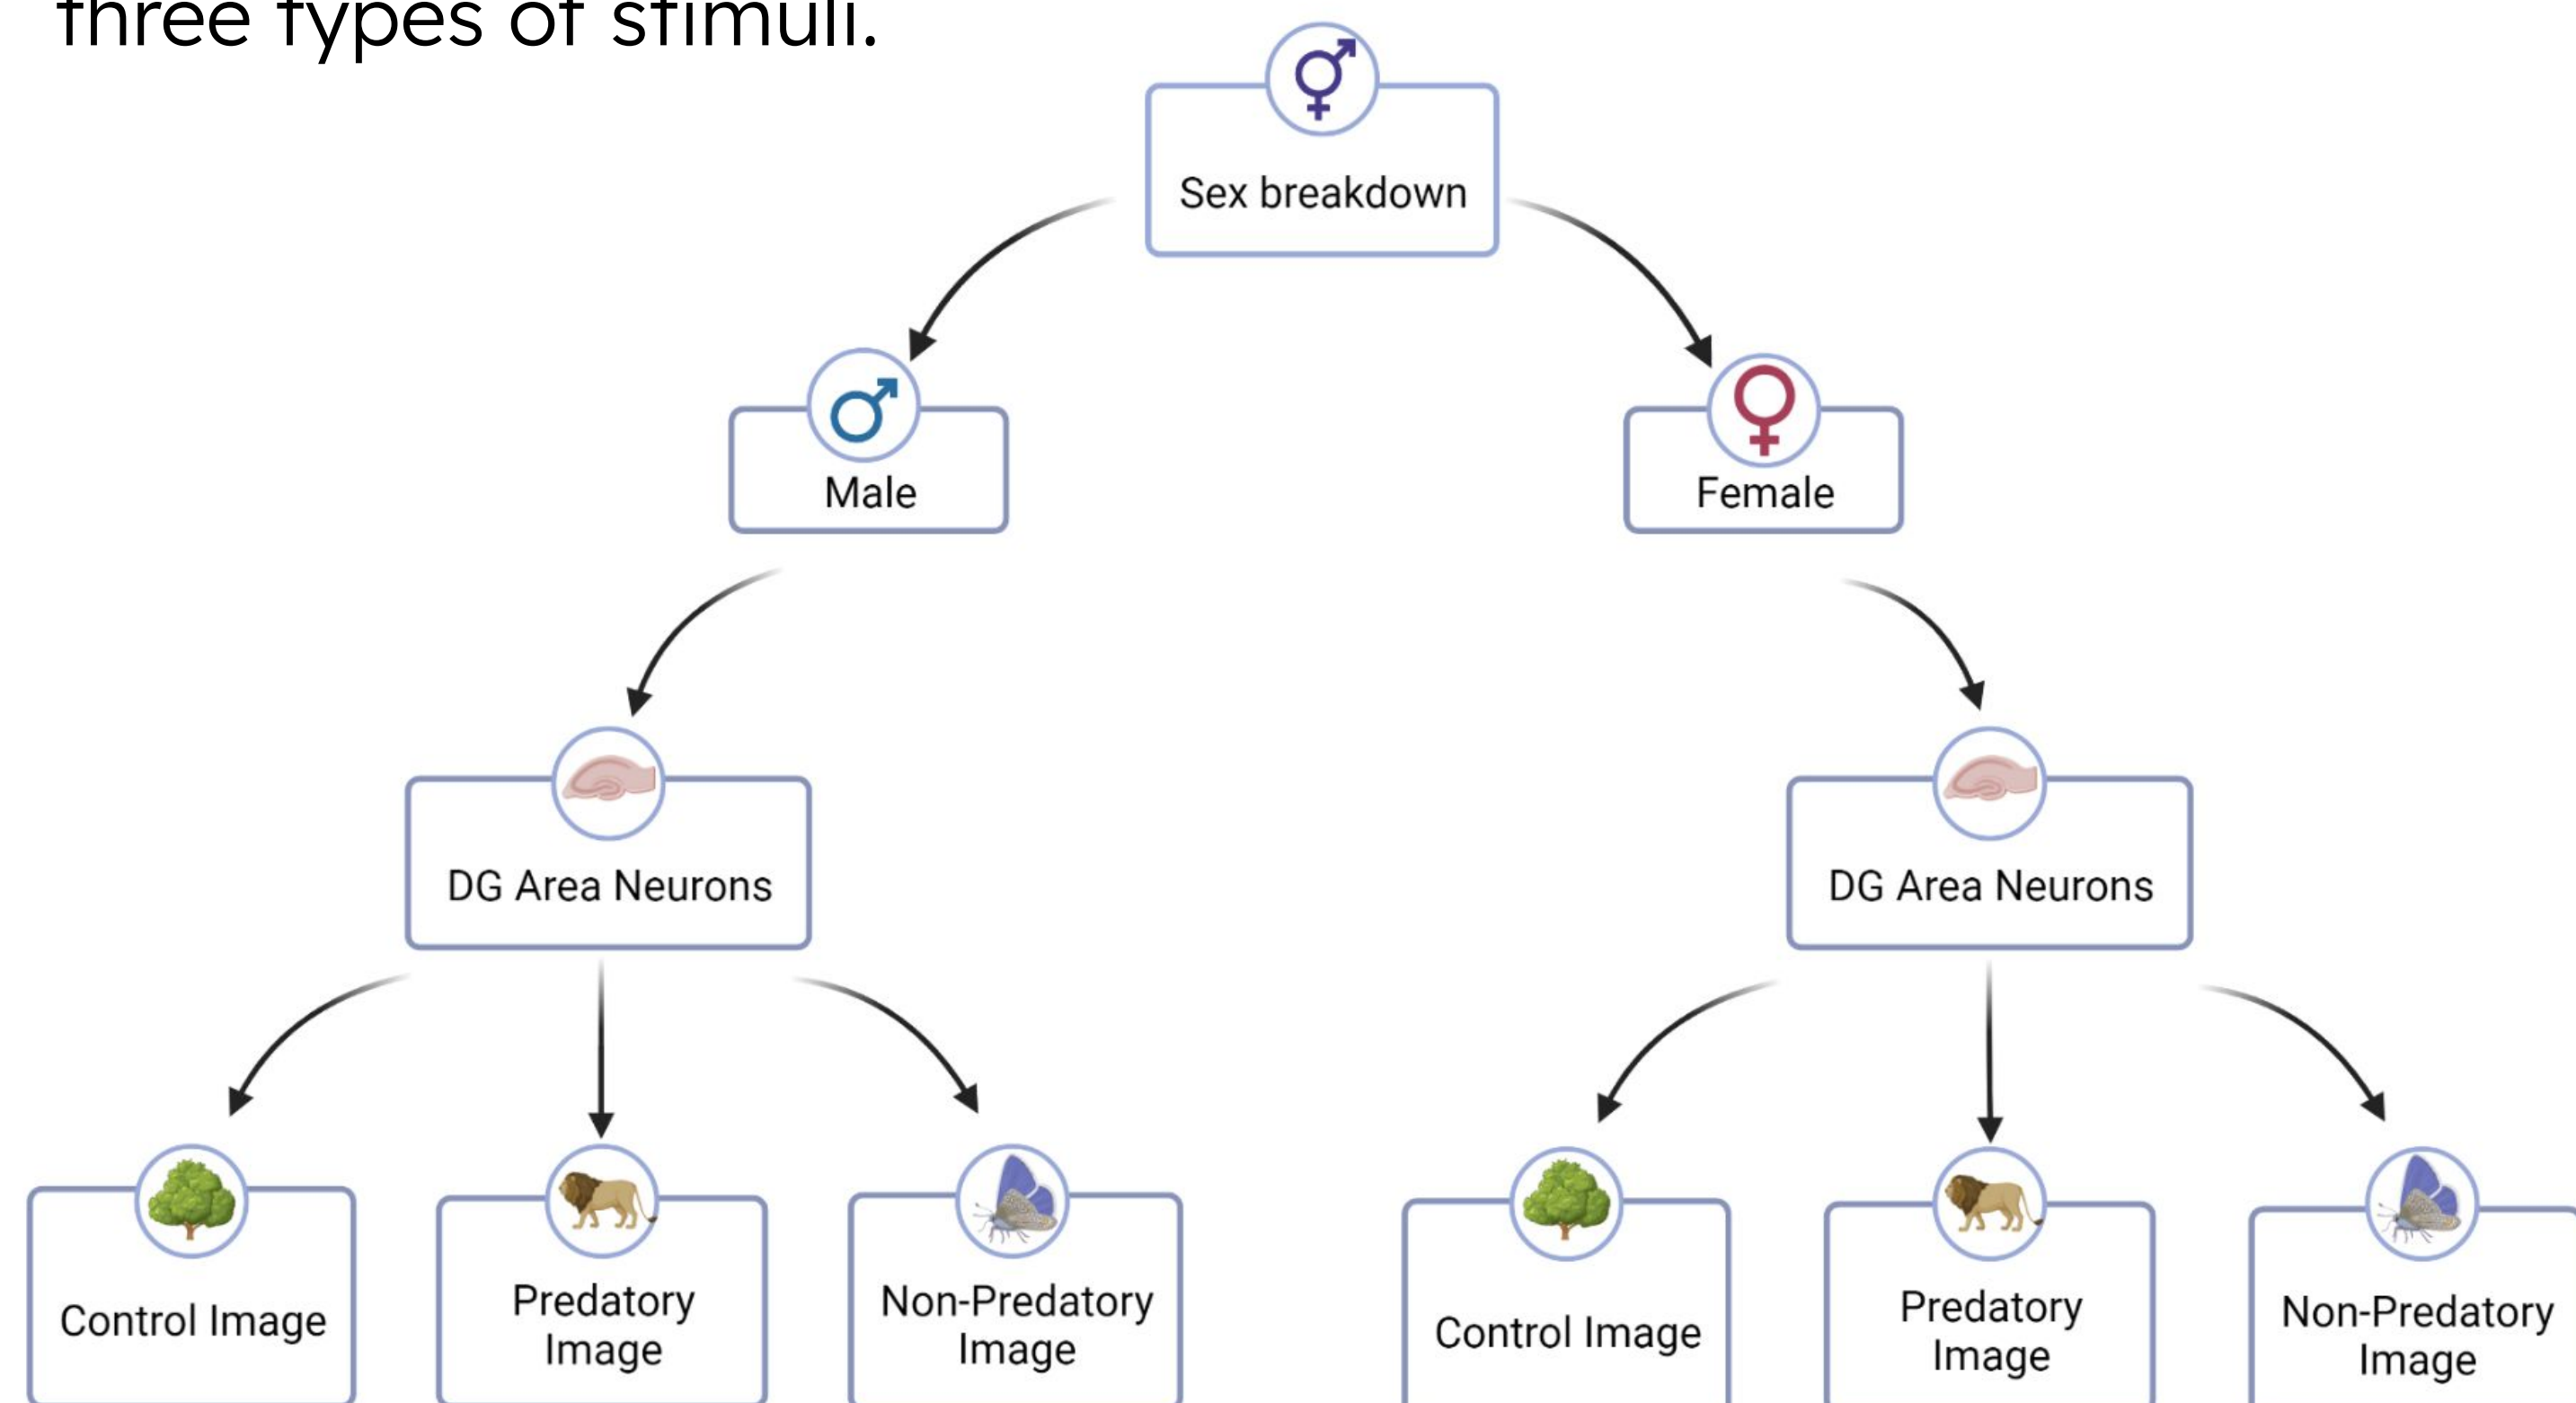 three types of stimuli.
Sex breakdown
Male
Female
DG Area Neurons
DG Area Neurons
Control Image
Predatory
Image
Non-Predatory
Image
Control Image
Predatory
Image
Non-Predatory
Image